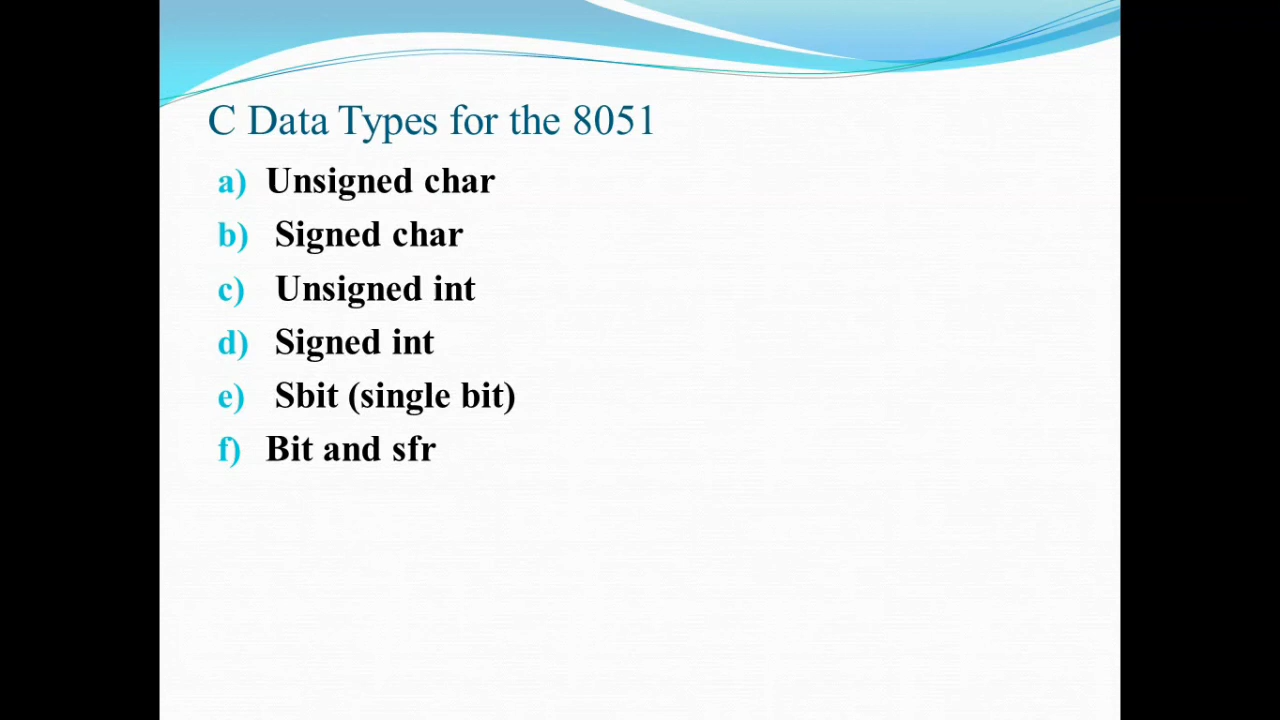 C Data Types for the 8051
a) Unsigned char
b) Signed char
c) Unsigned int
d) Signed int
e) Sbit (single bit)
f) Bit and sfr